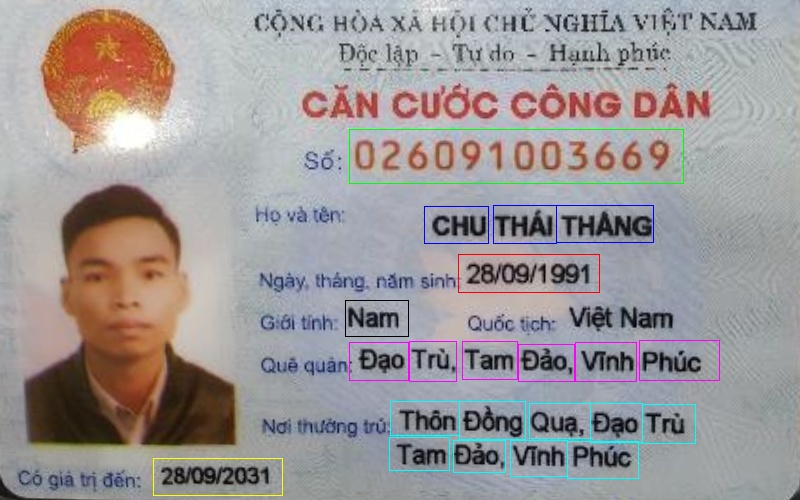 CỘNG HÒA XÃ HỘI CHỦ NGHĨA VIỆT NAM
Độc lập - Tự do - Hạnh phúc
CĂN CƯỚC CÔNG DÂN
Số: 026091003669
Họ và tên: CHU THÁI THĂNG
Ngày, tháng, năm sinh: 28/09/1991
Giới tính: Nam Quốc tịch: Việt Nam
Quê quán: Đạo Trù, Tam Đảo, Vĩnh Phúc
Nơi thường trú: Thôn Đồng Quạ, Đạo Trù
Tam Đảo, Vĩnh Phúc
Có giá trị đến: 28/09/2031